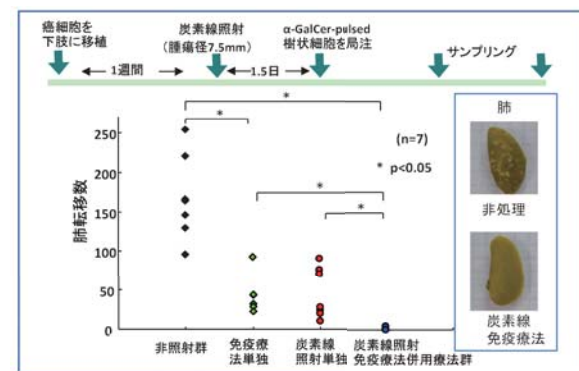 癌細胞を
下肢に移植
炭素線照射
（腫瘍径7.5mm）
α-GalCer-pulsed
樹状細胞を局注
サンプリング
1週間
1.5日
*
*
(n=7)
* p<0.05
*
*
肺転移数
250
200
150
100
50
0
非照射群
免疫療
法単独
炭素線
照射単独
炭素線照射
免疫療法併用療法群
肺
非処理
炭素線
免疫療法